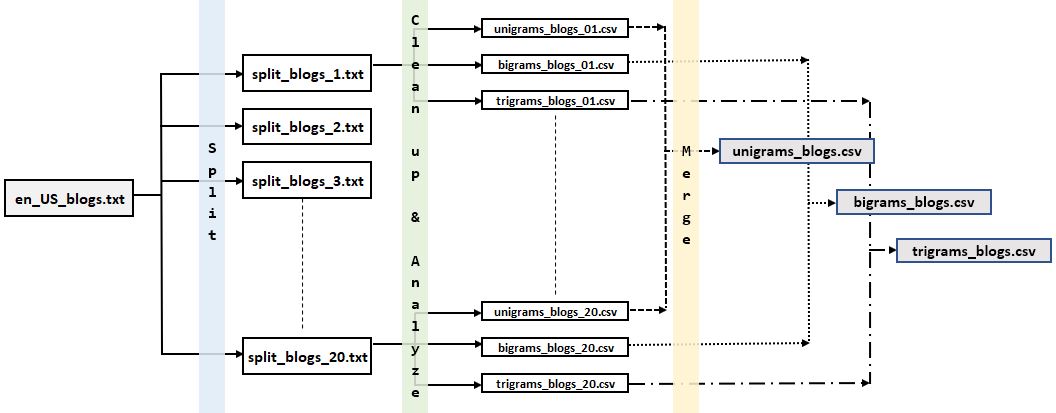 en_US_blogs.txt
Split
split_blogs_1.txt
split_blogs_2.txt
split_blogs_3.txt
split_blogs_20.txt
Clean up & Analyze
unigrams_blogs_01.csv
bigrams_blogs_01.csv
trigrams_blogs_01.csv
unigrams_blogs_20.csv
bigrams_blogs_20.csv
trigrams_blogs_20.csv
Merge
unigrams_blogs.csv
bigrams_blogs.csv
trigrams_blogs.csv